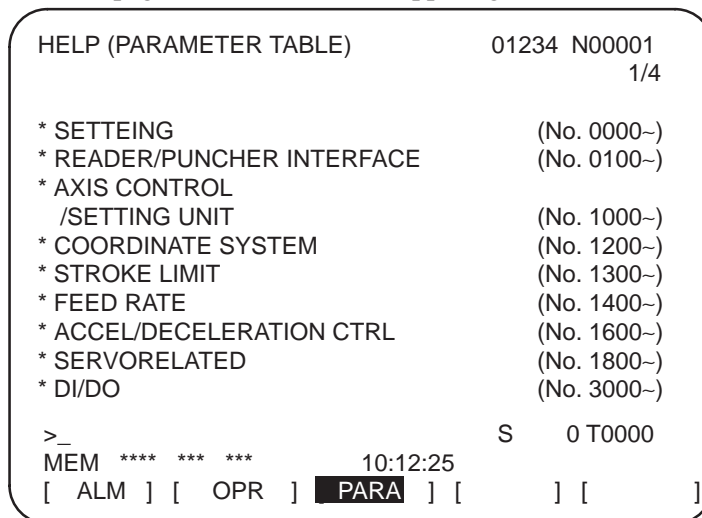 HELP (PARAMETER TABLE) 01234 N00001
1/4
* SETTEING (No. 0000~)
* READER/PUNCHER INTERFACE (No. 0100~)
* AXIS CONTROL
/SETTING UNIT (No. 1000~)
* COORDINATE SYSTEM (No. 1200~)
* STROKE LIMIT (No. 1300~)
* FEED RATE (No. 1400~)
* ACCEL/DECELERATION CTRL (No. 1600~)
* SERVORELATED (No. 1800~)
* DI/DO (No. 3000~)
>_ S 0 T0000
MEM **** *** *** 10:12:25
[ ALM ] [ OPR ] [ PARA ] [ ] [ ]